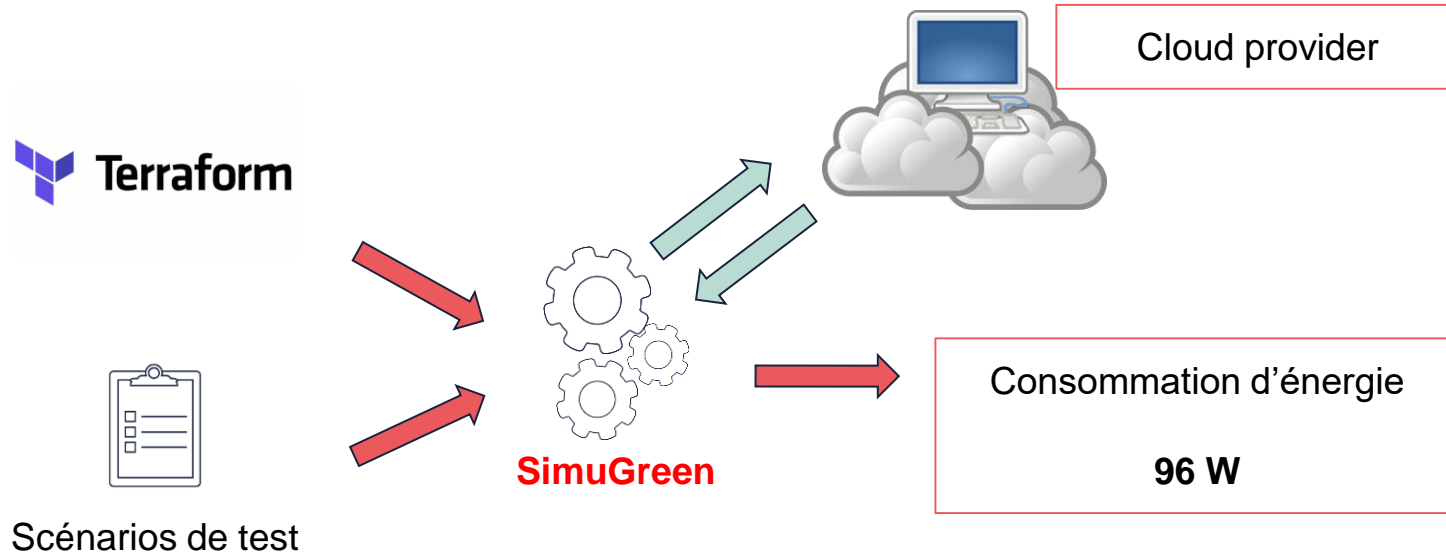 Cloud provider
Terraform
SimuGreen
Consommation d’énergie
96 W
Scénarios de test